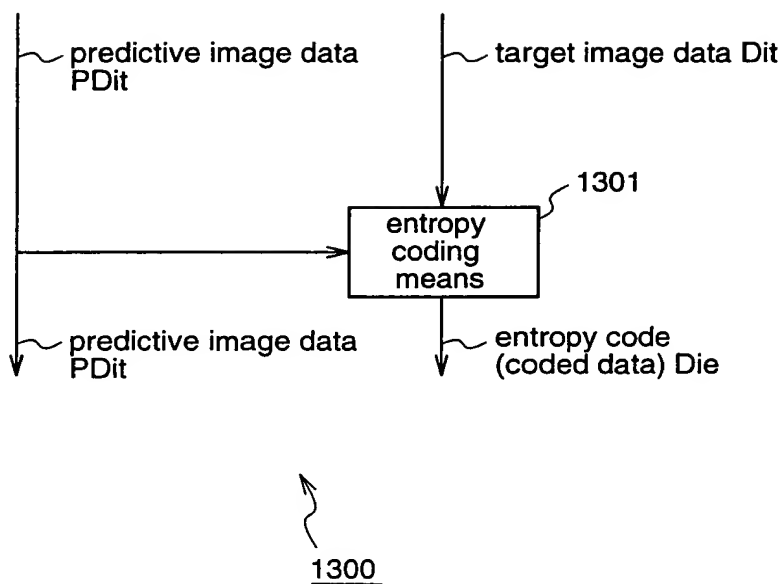 predictive image data
PDit
target image data Dit
1301
entropy
coding
means
predictive image data
PDit
entropy code
(coded data) Die
1300